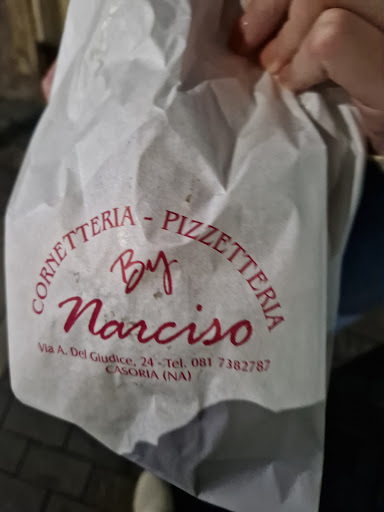 CORNETTERIA - PIZZETTERIA
By
Narciso
Via A. Del Giudice, 24 - Tel. 081 7382787
CASORIA (NA)